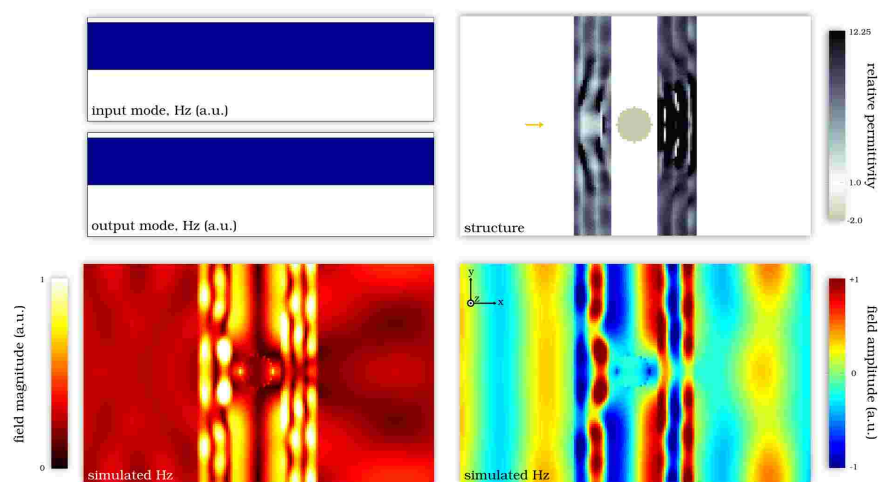 input mode, Hz (a.u.)
output mode, Hz (a.u.)
structure
12.25
1.0
-2.0
relative permittivity
1
0
field magnitude (a.u.)
simulated Hz
y
z
x
simulated Hz
+1
0
-1
field amplitude (a.u.)